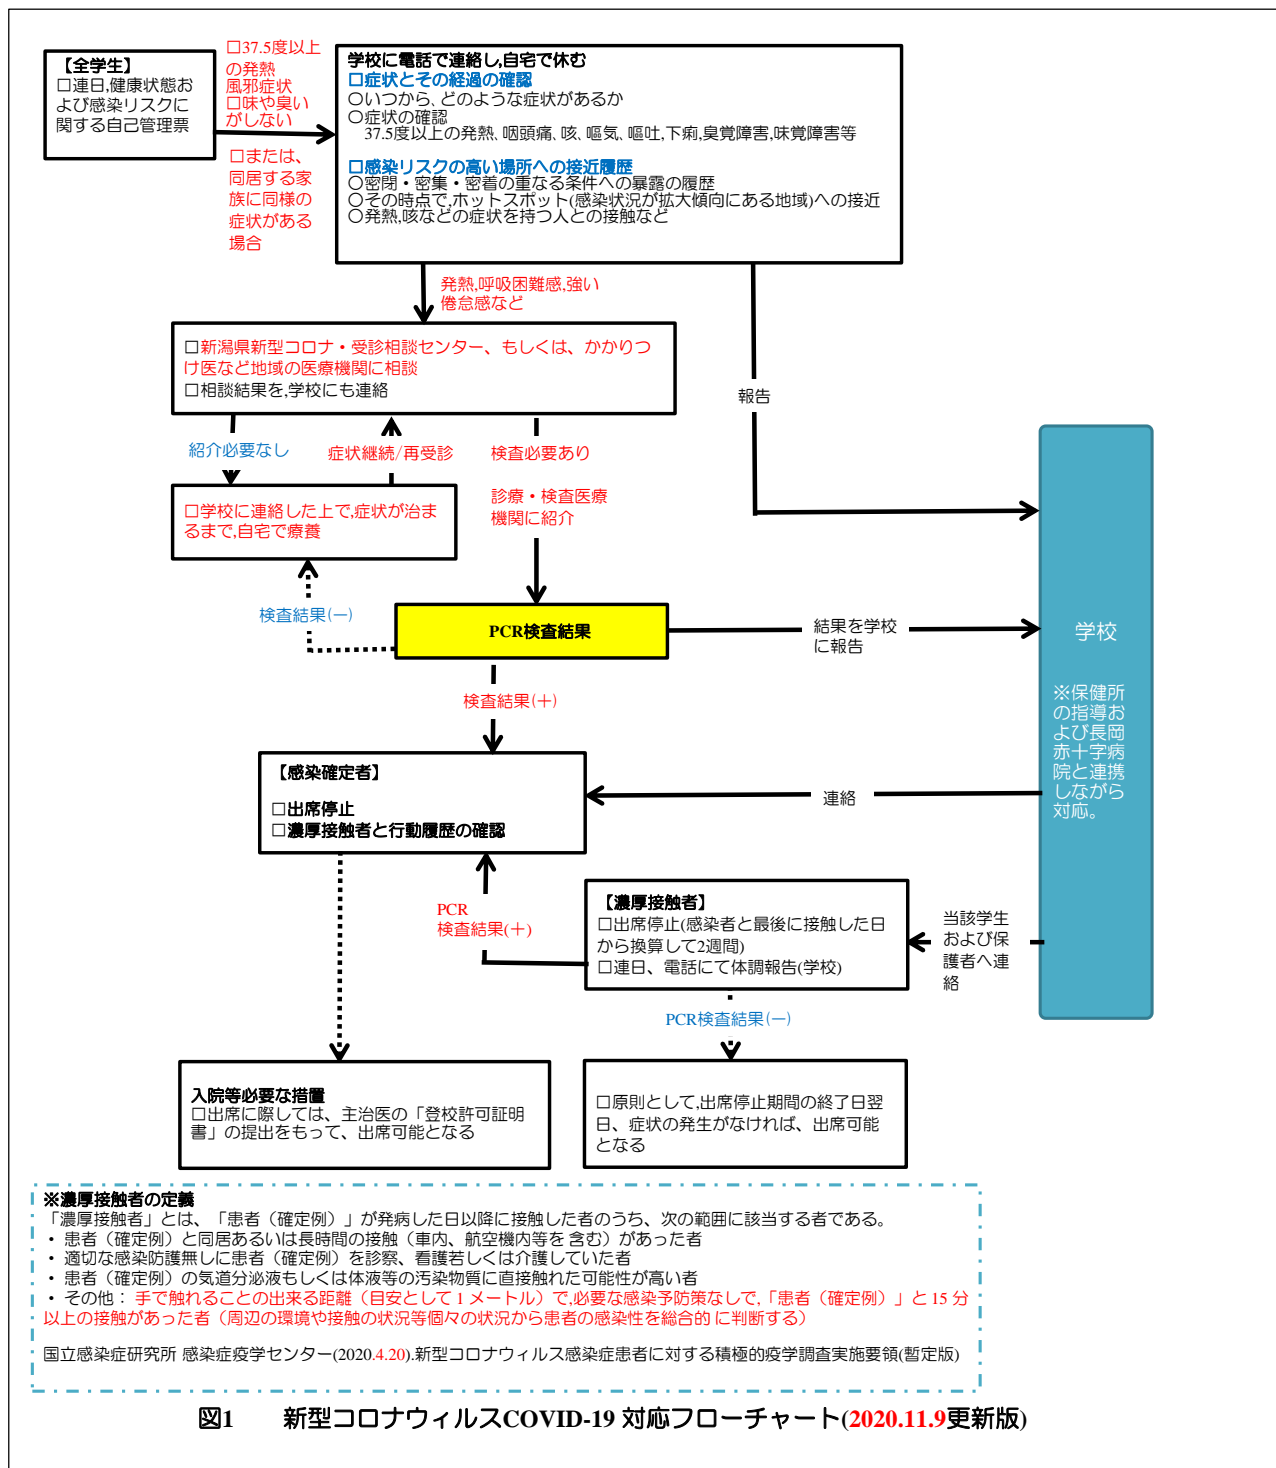 【全学生】
□連日,健康状態お
よび感染リスクに
関する自己管理票
□37.5度以上
の発熱
風邪症状
□味や臭い
がしない
□または、
同居する家
族に同様の
症状がある
場合
学校に電話で連絡し,自宅で休む
□症状とその経過の確認
○いつから、どのような症状があるか
○症状の確認
37.5度以上の発熱、咽頭痛、咳、嘔気、嘔吐,下痢,臭覚障害,味覚障害等
□感染リスクの高い場所への接近履歴
○密閉・密集・密着の重なる条件への暴露の履歴
○その時点で,ホットスポット(感染状況が拡大傾向にある地域)への接近
○発熱,咳などの症状を持つ人との接触など
発熱,呼吸困難感,強い
倦怠感など
□新潟県新型コロナ・受診相談センター、もしくは、かかりつ
け医など地域の医療機関に相談
□相談結果を,学校にも連絡
報告
紹介必要なし
症状継続/再受診
検査必要あり
診療・検査医療
機関に紹介
□学校に連絡した上で,症状が治ま
るまで,自宅で療養
検査結果(－)
PCR検査結果
結果を学校
に報告
学校
※保健所
の指導お
よび長岡
赤十字病
院と連携
しながら
対応。
検査結果(＋)
【感染確定者】
□出席停止
□濃厚接触者と行動履歴の確認
連絡
PCR
検査結果(＋)
【濃厚接触者】
□出席停止(感染者と最後に接触した日
から換算して2週間)
□連日、電話にて体調報告(学校)
当該学生
および保
護者へ連
絡
PCR検査結果(－)
入院等必要な措置
□出席に際しては、主治医の「登校許可証明
書」の提出をもって、出席可能となる
□原則として,出席停止期間の終了日翌
日、症状の発生がなければ、出席可能
となる
※濃厚接触者の定義
「濃厚接触者」とは、「患者（確定例）」が発病した日以降に接触した者のうち、次の範囲に該当する者である。
・ 患者（確定例）と同居あるいは長時間の接触（車内、航空機内等を 含む）があった者
・ 適切な感染防護無しに患者（確定例）を診察、看護若しくは介護していた者
・ 患者（確定例）の気道分泌液もしくは体液等の汚染物質に直接触れた可能性が高い者
・ その他： 手で触れることの出来る距離（目安として 1 メートル）で,必要な感染予防策なしで,「患者（確定例）」と 15 分
以上の接触があった者（周辺の環境や接触の状況等個々の状況から患者の感染性を総合的 に判断する）
国立感染症研究所 感染症疫学センター(2020.4.20).新型コロナウィルス感染症患者に対する積極的疫学調査実施要領(暫定版)
図1 新型コロナウィルスCOVID-19 対応フローチャート(2020.11.9更新版)